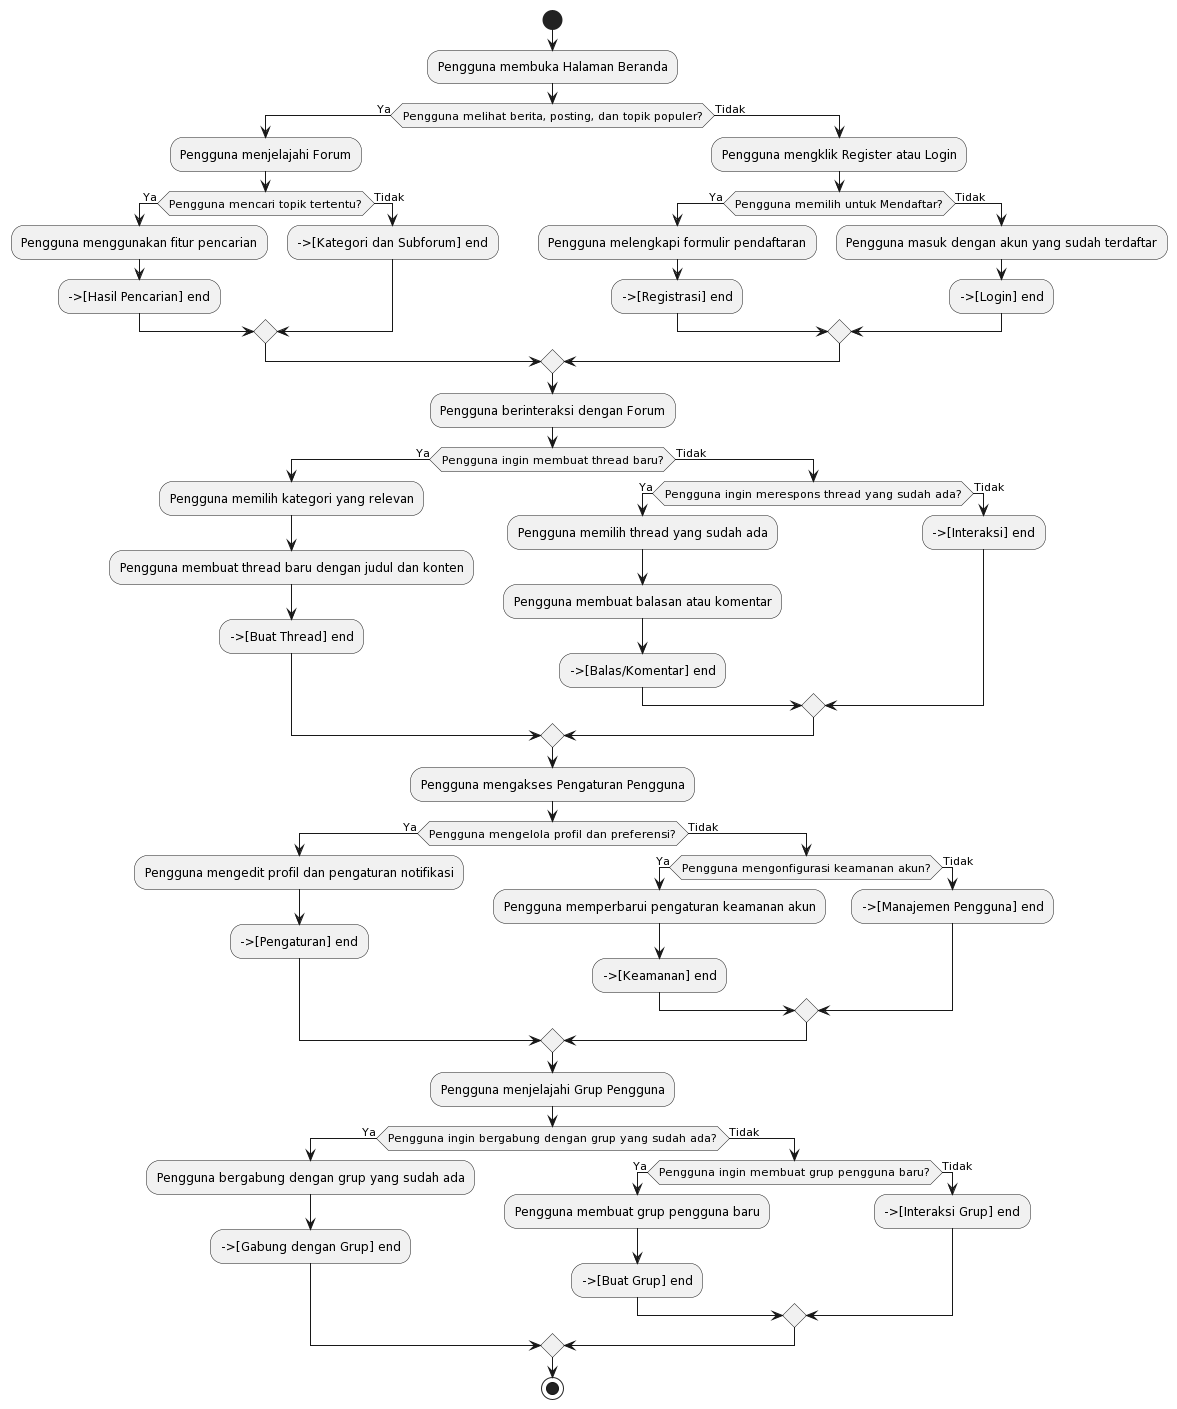 Pengguna membuka Halaman Beranda
Ya
Pengguna melihat berita, posting, dan topik populer?
Tidak
Pengguna menjelajahi Forum
Pengguna mengklik Register atau Login
Ya
Pengguna mencari topik tertentu?
Tidak
Ya
Pengguna memilih untuk Mendaftar?
Tidak
Pengguna menggunakan fitur pencarian
->[Kategori dan Subforum] end
Pengguna melengkapi formulir pendaftaran
Pengguna masuk dengan akun yang sudah terdaftar
->[Hasil Pencarian] end
->[Registrasi] end
->[Login] end
Pengguna berinteraksi dengan Forum
Ya
Pengguna ingin membuat thread baru?
Tidak
Pengguna memilih kategori yang relevan
Ya
Pengguna ingin merespons thread yang sudah ada?
Tidak
Pengguna memilih thread yang sudah ada
->[Interaksi] end
Pengguna membuat thread baru dengan judul dan konten
Pengguna membuat balasan atau komentar
->[Buat Thread] end
->[Balas/Komentar] end
Pengguna mengakses Pengaturan Pengguna
Ya
Pengguna mengelola profil dan preferensi?
Tidak
Pengguna mengedit profil dan pengaturan notifikasi
Ya
Pengguna mengonfigurasi keamanan akun?
Tidak
Pengguna memperbarui pengaturan keamanan akun
->[Manajemen Pengguna] end
->[Pengaturan] end
->[Keamanan] end
Pengguna menjelajahi Grup Pengguna
Ya
Pengguna ingin bergabung dengan grup yang sudah ada?
Tidak
Pengguna bergabung dengan grup yang sudah ada
Ya
Pengguna ingin membuat grup pengguna baru?
Tidak
Pengguna membuat grup pengguna baru
->[Interaksi Grup] end
->[Gabung dengan Grup] end
->[Buat Grup] end